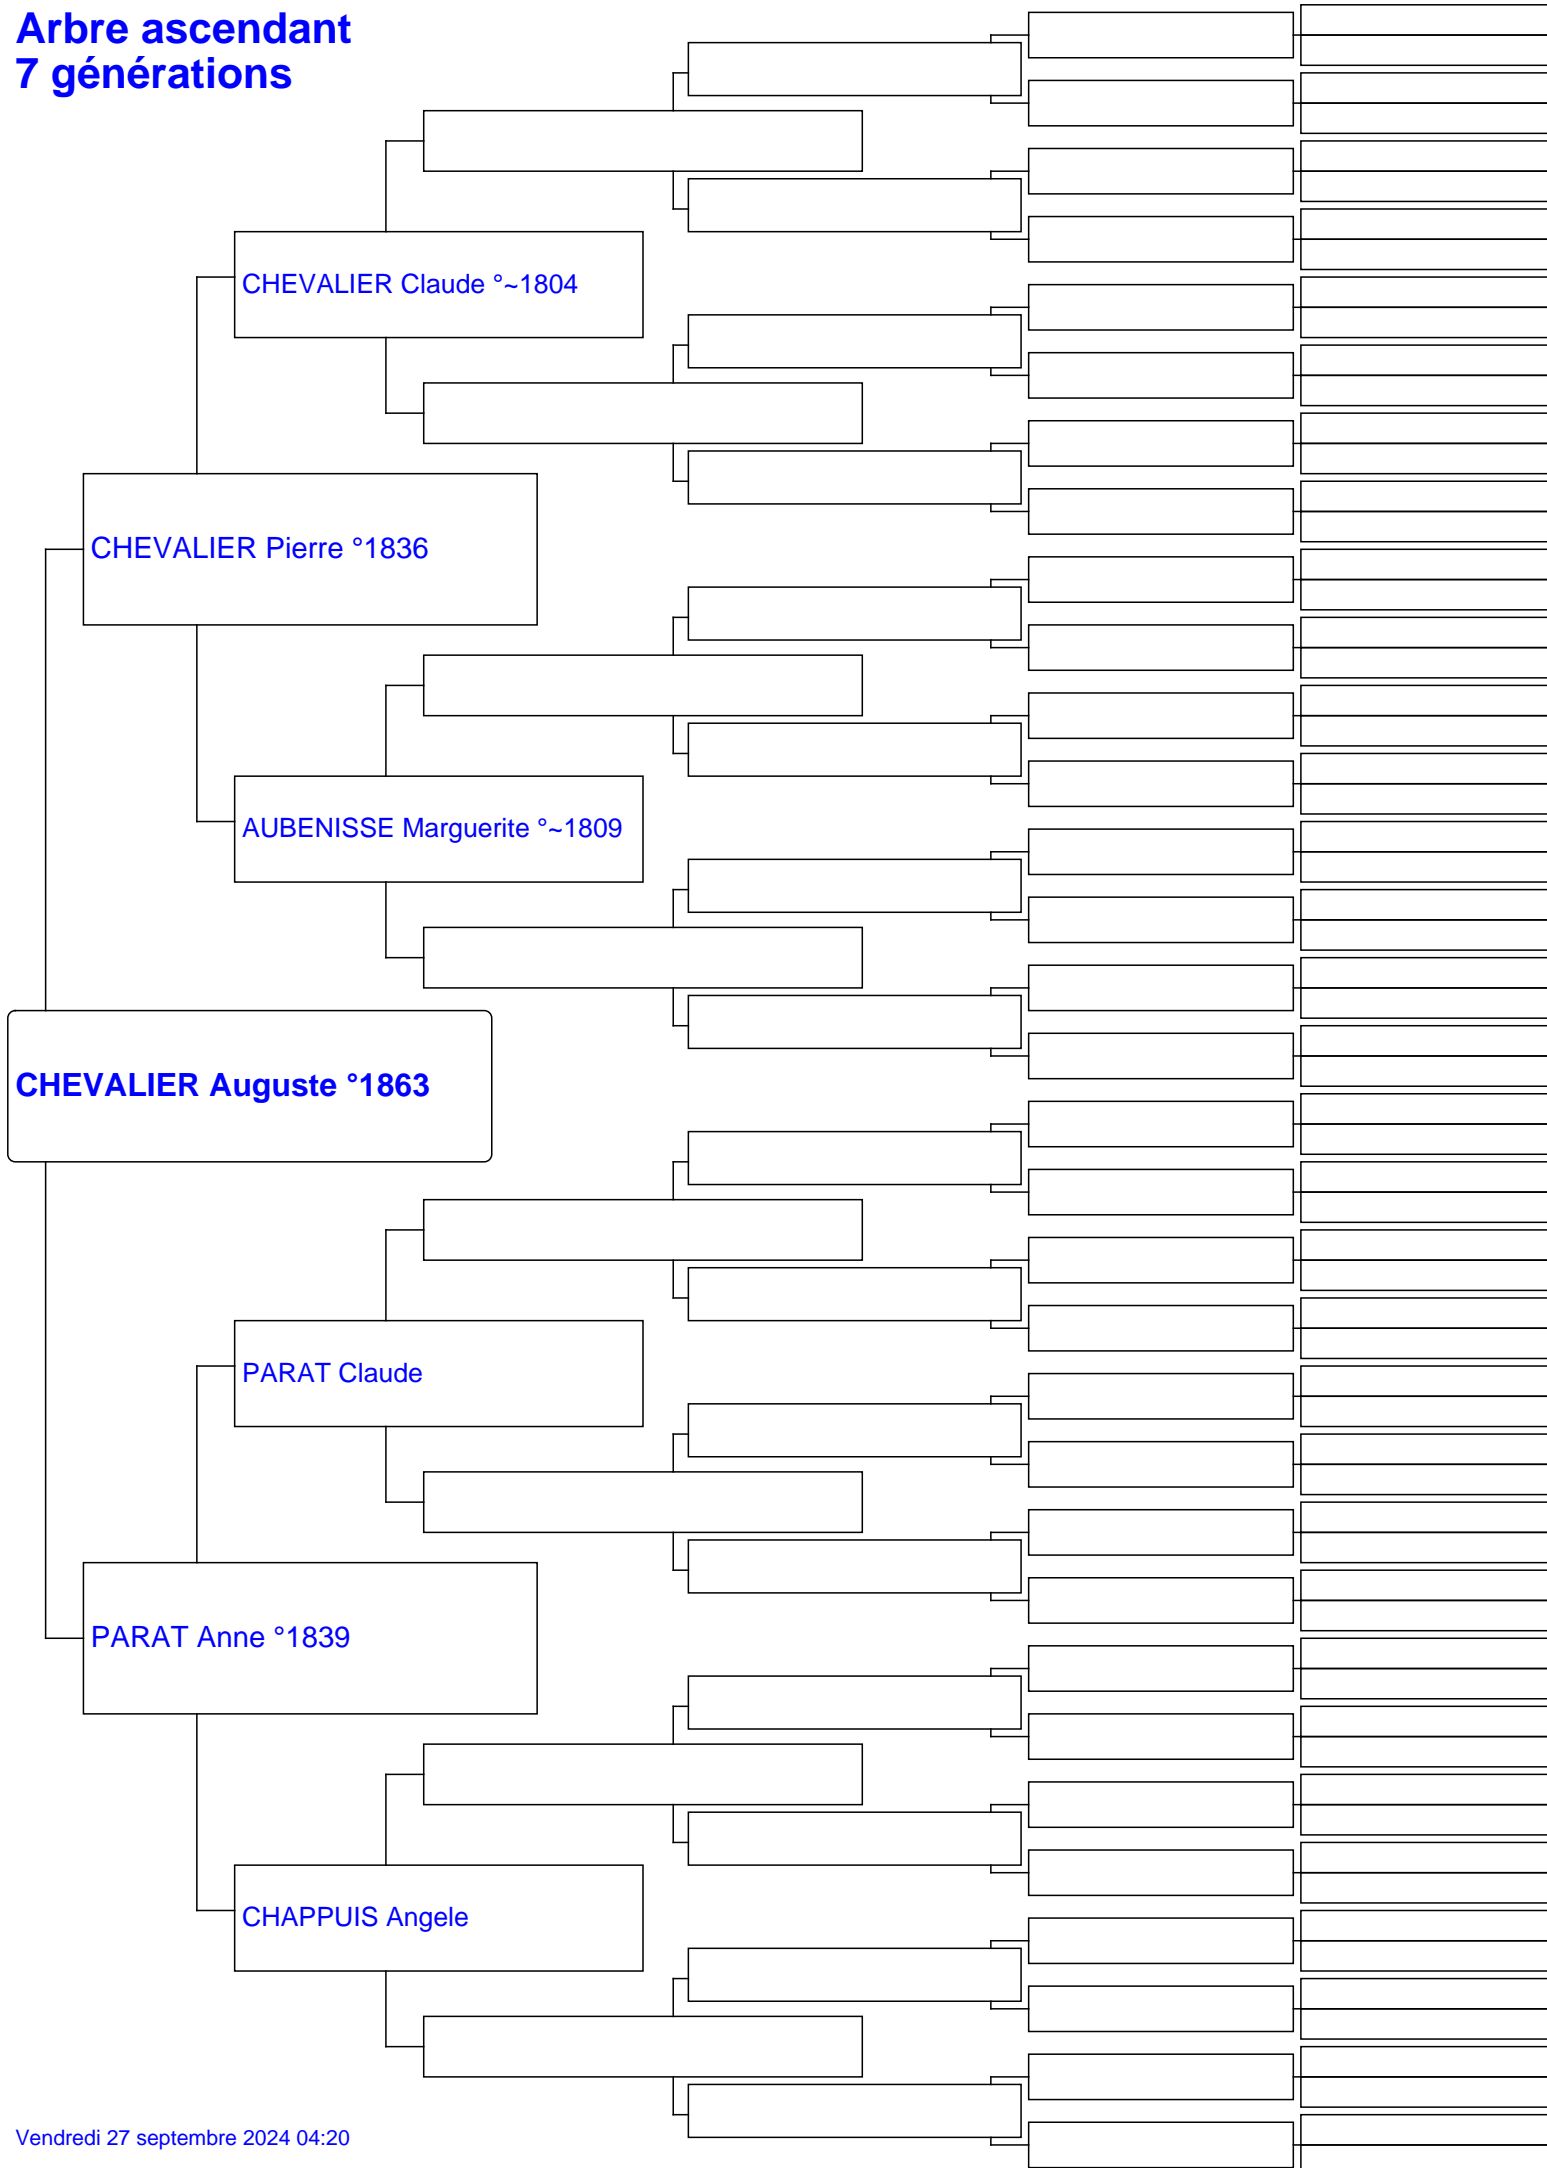 Arbre ascendant
7 générations
CHEVALIER Claude °~1804
CHEVALIER Pierre °1836
AUBENISSE Marguerite °~1809
CHEVALIER Auguste °1863
PARAT Claude
PARAT Anne °1839
CHAPPUIS Angele
Vendredi 27 septembre 2024 04:20